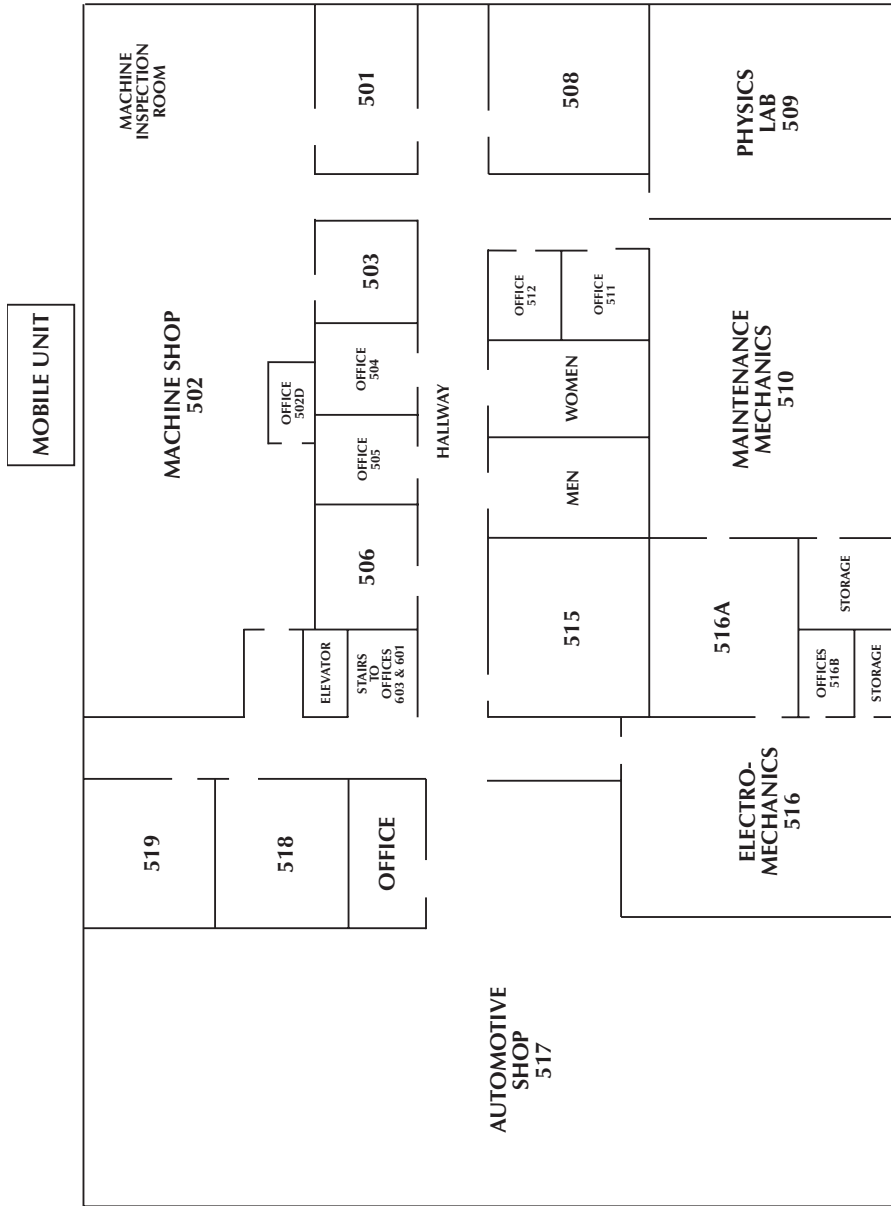 MOBILE UNIT
MACHINE
INSPECTION
ROOM
MACHINE SHOP
502
OFFICE
502D
501
503
OFFICE
504
OFFICE
505
506
ELEVATOR
STAIRS
TO
OFFICES
603 & 601
519
518
OFFICE
HALLWAY
508
OFFICE
512
OFFICE
511
WOMEN
MEN
515
PHYSICS
LAB
509
MAINTENANCE
MECHANICS
510
516A
STORAGE
OFFICES
516B
STORAGE
ELECTRO-
MECHANICS
516
AUTOMOTIVE
SHOP
517